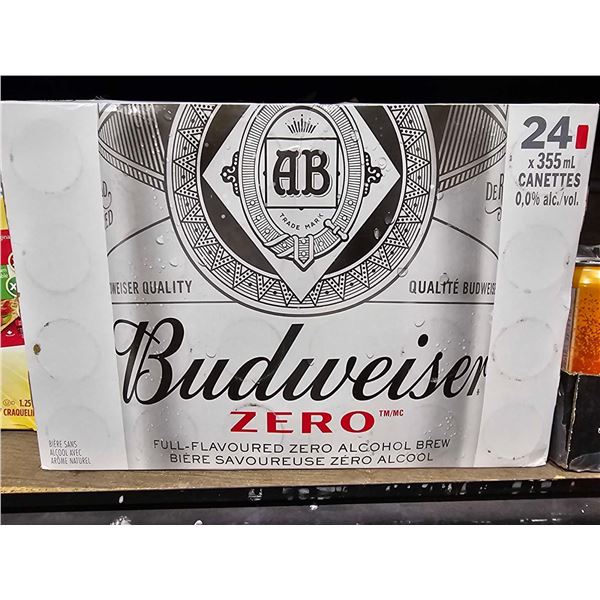 24
x 355 mL
CANETTES
0,0% alc./vol.
AB
TRADE MARK
QUALITY
QUALITÉ
Budweiser
ZERO TM/MC
FULL-FLAVOURED ZERO ALCOHOL BREW
BIÈRE SAVOUREUSE ZÉRO ALCOOL
BIÈRE SANS
ALCOOL AVEC
ARÔME NATUREL